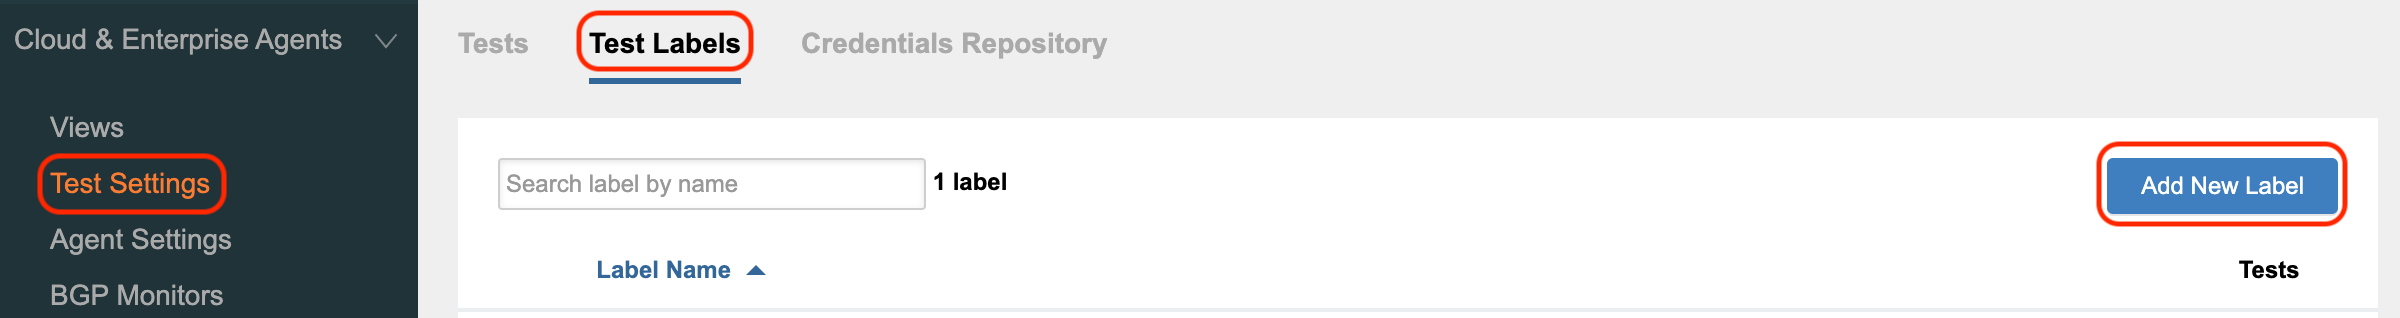 Cloud & Enterprise Agents
Views
Test Settings
Agent Settings
BGP Monitors
Tests
Test Labels
Credentials Repository
Search label by name
1 label
Add New Label
Label Name
Tests